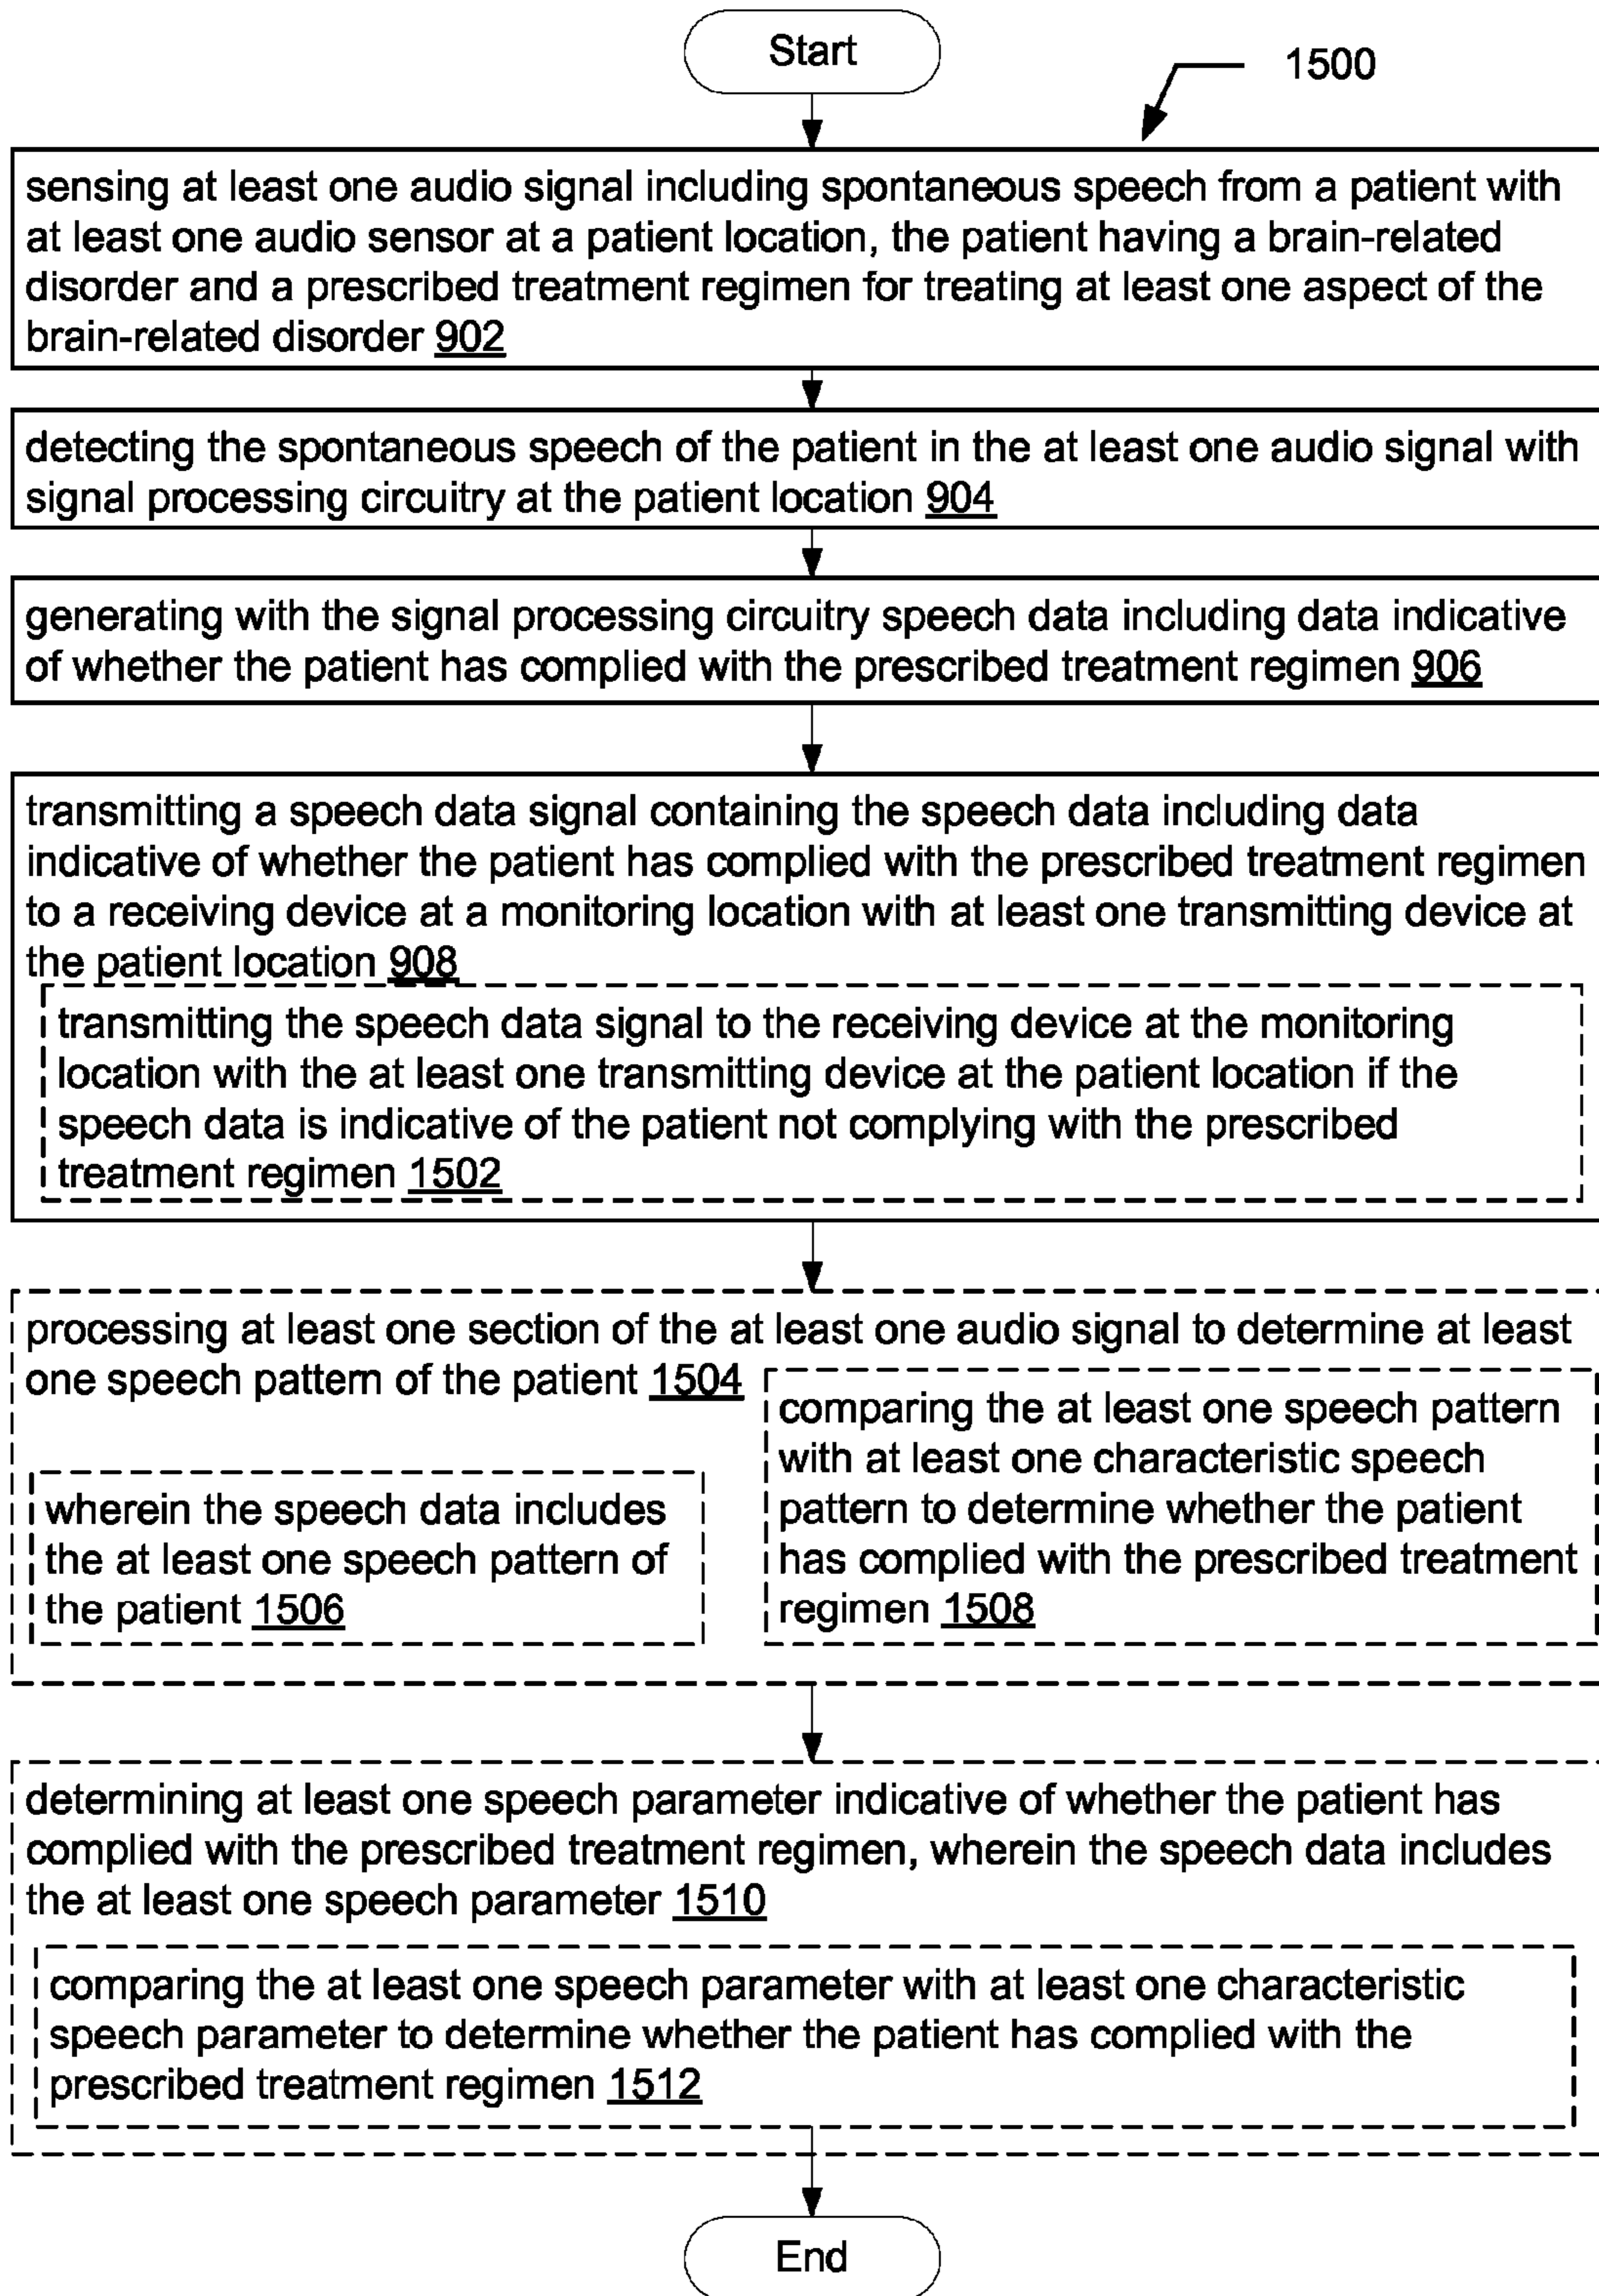 Start
1500
sensing at least one audio signal including spontaneous speech from a patient with
at least one audio sensor at a patient location, the patient having a brain-related
disorder and a prescribed treatment regimen for treating at least one aspect of the
brain-related disorder 902
detecting the spontaneous speech of the patient in the at least one audio signal with
signal processing circuitry at the patient location 904
generating with the signal processing circuitry speech data including data indicative
of whether the patient has complied with the prescribed treatment regimen 906
transmitting a speech data signal containing the speech data including data
indicative of whether the patient has complied with the prescribed treatment regimen
to a receiving device at a monitoring location with at least one transmitting device at
the patient location 908
transmitting the speech data signal to the receiving device at the monitoring
location with the at least one transmitting device at the patient location if the
speech data is indicative of the patient not complying with the prescribed
treatment regimen 1502
processing at least one section of the at least one audio signal to determine at least
one speech pattern of the patient 1504
wherein the speech data includes
the at least one speech pattern of
the patient 1506
comparing the at least one speech pattern
with at least one characteristic speech
pattern to determine whether the patient
has complied with the prescribed treatment
regimen 1508
determining at least one speech parameter indicative of whether the patient has
complied with the prescribed treatment regimen, wherein the speech data includes
the at least one speech parameter 1510
comparing the at least one speech parameter with at least one characteristic
speech parameter to determine whether the patient has complied with the
prescribed treatment regimen 1512
End